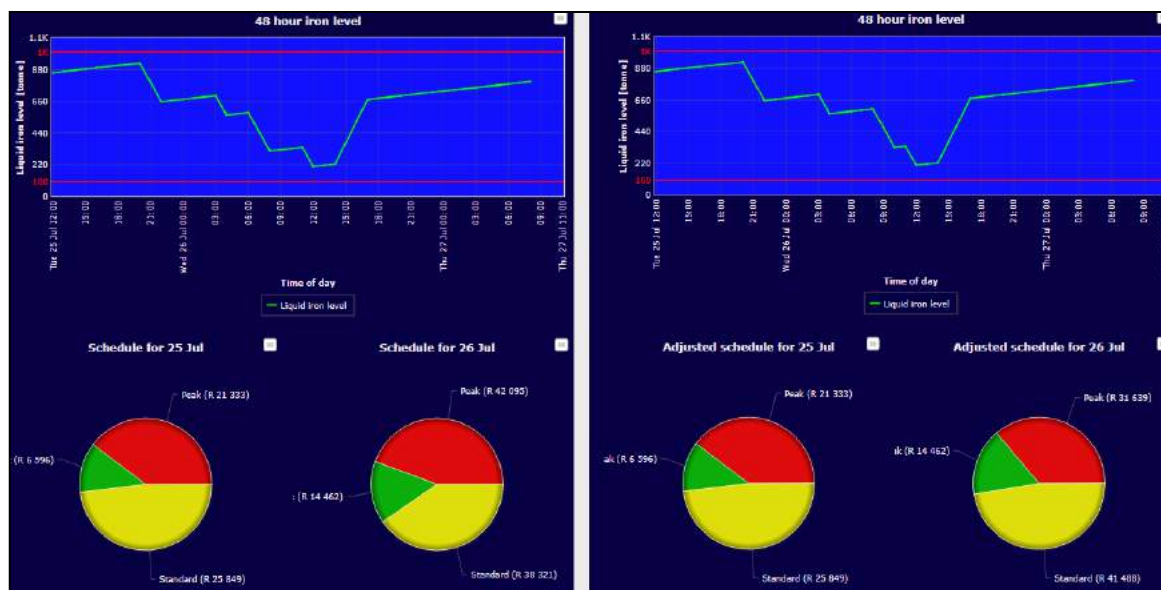 48 hour iron level
1.1K
1K
880
660
440
220
100
0
Liquid iron level [tonne]
Tue 25 Jul 12:00
15:00
18:00
21:00
Wed 26 Jul 00:00
03:00
06:00
09:00
12:00
15:00
18:00
21:00
Thu 27 Jul 00:00
03:00
06:00
09:00
Thu 27 Jul 11:00
Time of day
Liquid iron level
Schedule for 25 Jul
Peak (R 21 333)
(R 6 596)
Standard (R 25 849)
Schedule for 26 Jul
Peak (R 42 095)
: (R 14 462)
Standard (R 38 321)
48 hour iron level
1.1K
1K
880
660
440
220
100
0
Liquid iron level [tonne]
Tue 25 Jul 12:00
15:00
18:00
21:00
Wed 26 Jul 00:00
03:00
06:00
09:00
12:00
15:00
18:00
21:00
Thu 27 Jul 00:00
03:00
06:00
09:00
Time of day
Liquid iron level
Adjusted schedule for 25 Jul
Peak (R 21 333)
ak (R 6 596)
Standard (R 25 849)
Adjusted schedule for 26 Jul
Peak (R 31 639)
ak (R 14 462)
Standard (R 41 488)